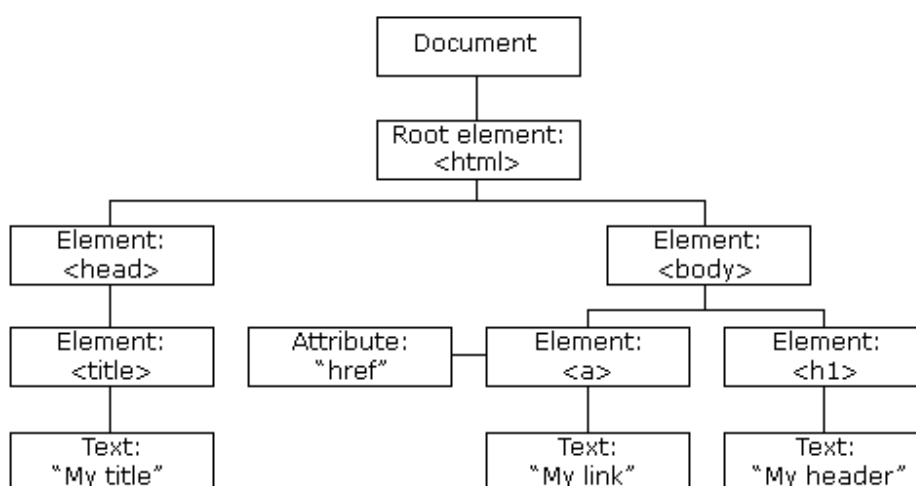 Document
Root element:
<html>
Element:
<head>
Element:
<body>
Element:
<title>
Attribute:
“href”
Element:
<a>
Element:
<h1>
Text:
“My title”
Text:
“My link”
Text:
“My header”